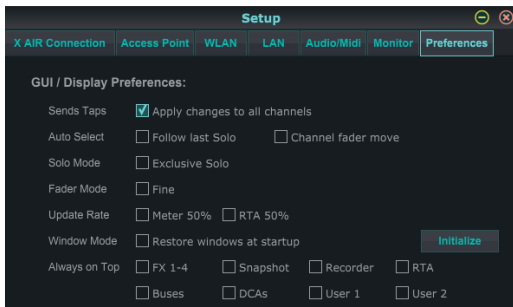 Setup
X AIR Connection Access Point WLAN LAN Audio/Midi Monitor Preferences
GUI / Display Preferences:
Sends Taps Apply changes to all channels
Auto Select Follow last Solo Channel fader move
Solo Mode Exclusive Solo
Fader Mode Fine
Update Rate Meter 50% RTA 50%
Window Mode Restore windows at startup Initialize
Always on Top FX 1-4 Snapshot Recorder RTA
Buses DCAs User 1 User 2